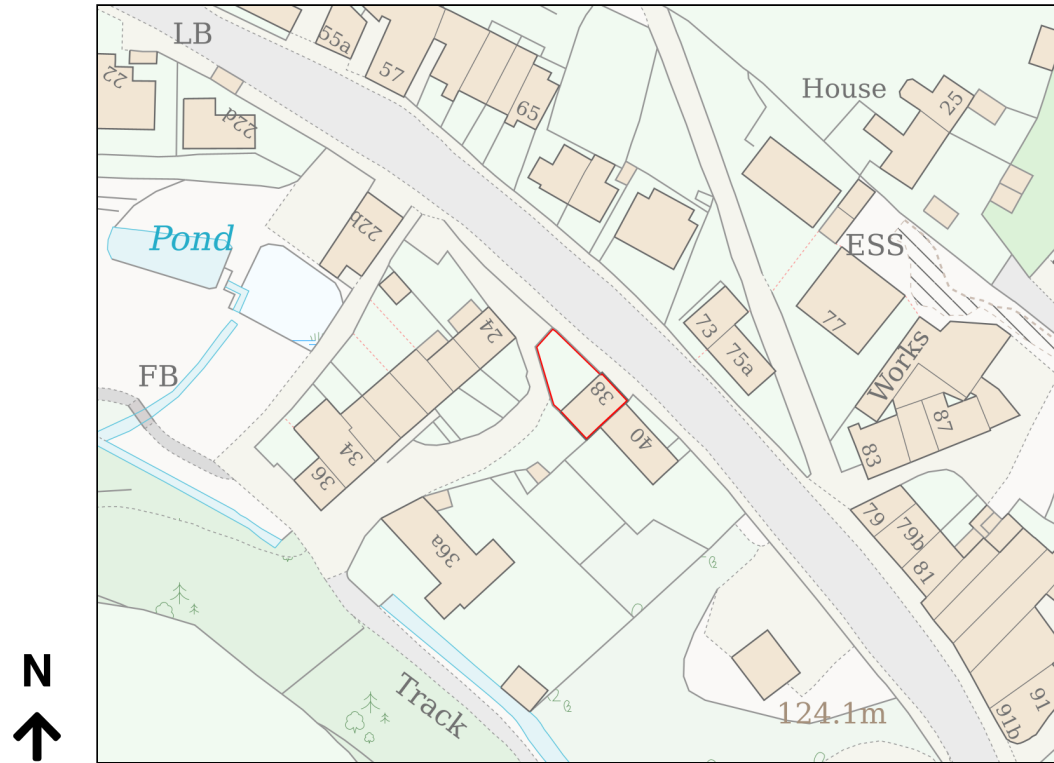 LB
55a
57
22
22d
65
House
25
22b
Pond
ESS
24
73
75a
77
Works
FB
38
40
34
36
87
83
36a
79
79b
81
Track
124.1m
91
91b
N